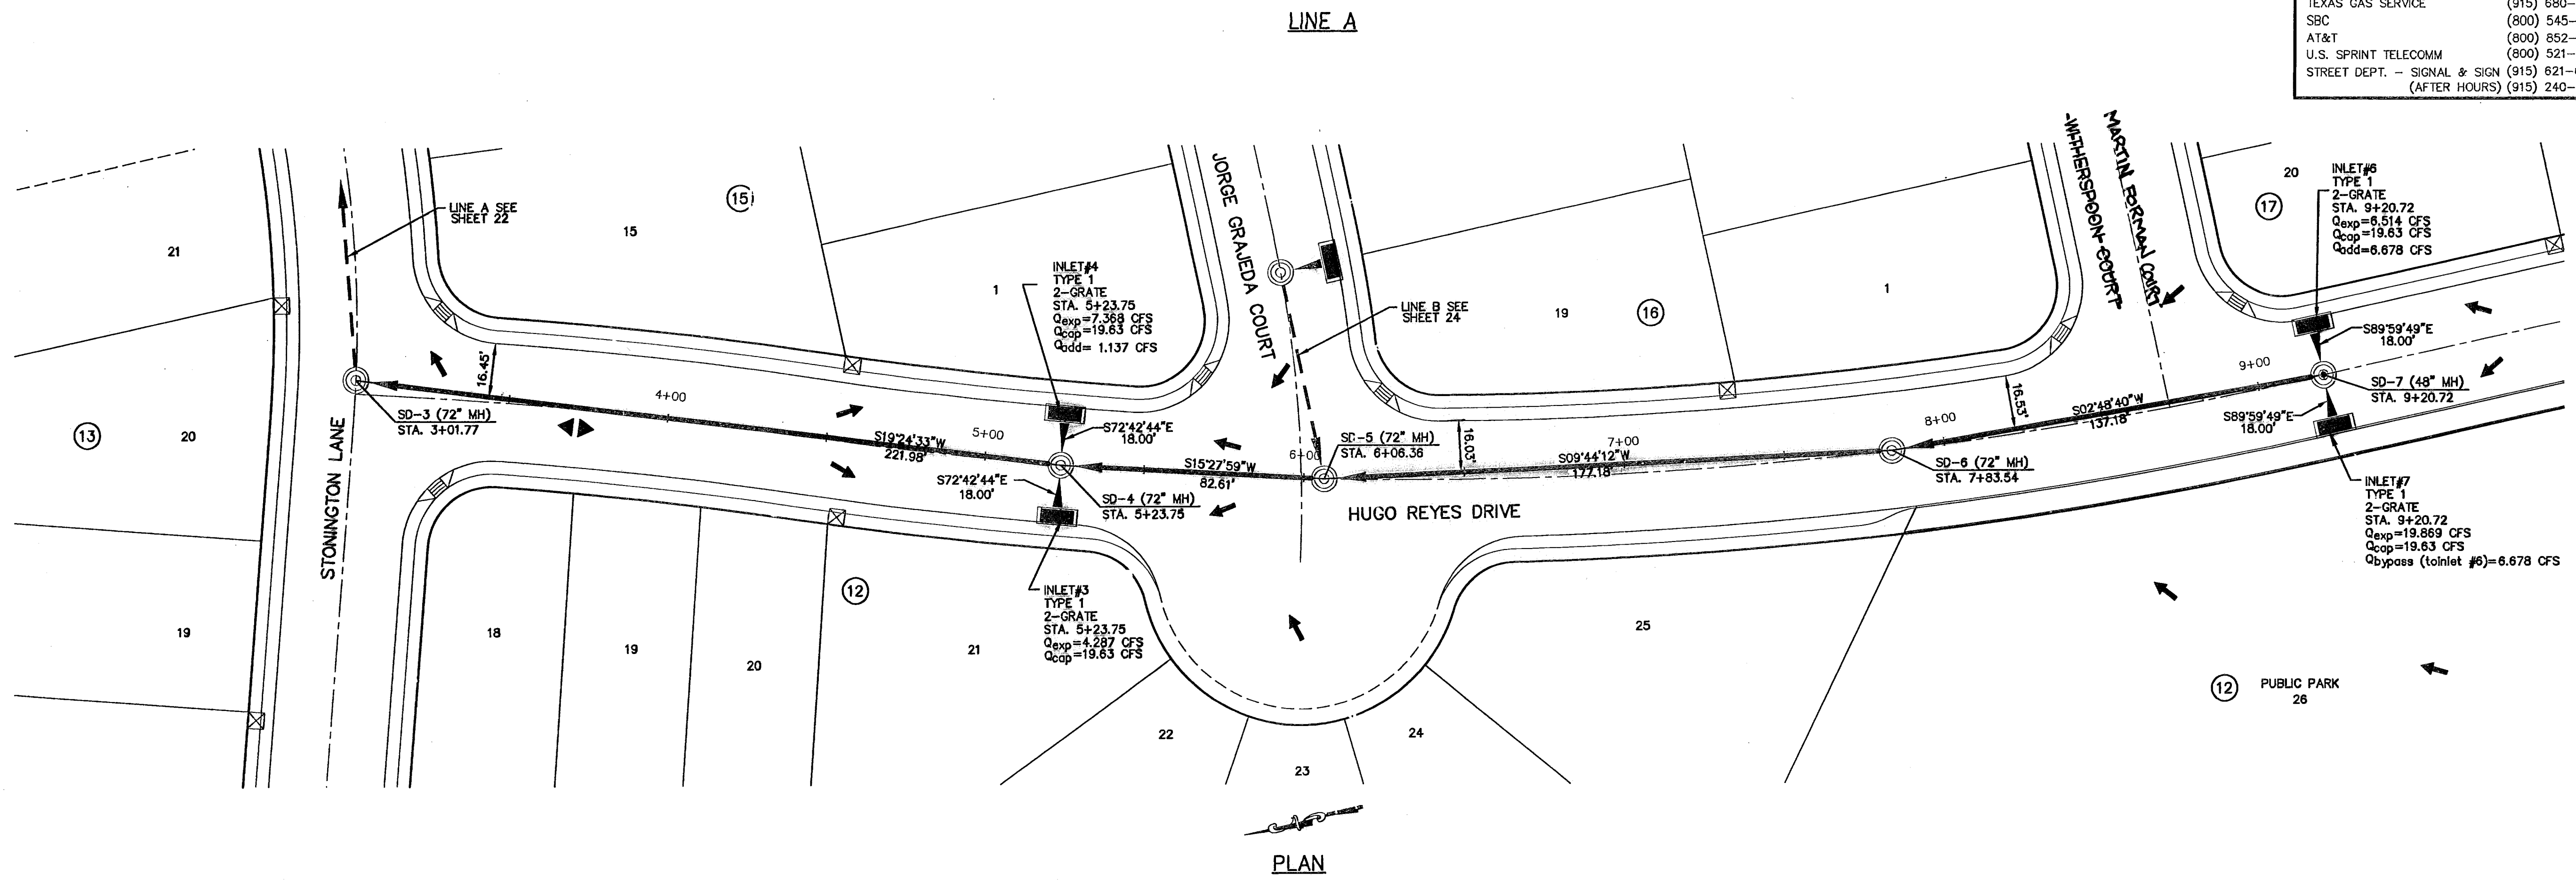 LINE A
TEXAS GAS SERVICE (915) 680-
SBC (800) 545-
AT&T (800) 852-
U.S. SPRINT TELECOMM (800) 521-
STREET DEPT. - SIGNAL & SIGN (915) 621-
(AFTER HOURS) (915) 240-
LINE A SEE
SHEET 22
15
15
21
1
INLET#4
TYPE 1
2-GRATE
STA. 5+23.75
Qexp=7.368 CFS
Qcap=19.63 CFS
Qadd= 1.137 CFS
JORGE GRAJEDA COURT
LINE B SEE
SHEET 24
19
16
1
WITHERSPOON COURT
MARTIN FORMAN COURT
20
17
INLET#6
TYPE 1
2-GRATE
STA. 9+20.72
Qexp=6.514 CFS
Qcap=19.63 CFS
Qadd=6.678 CFS
S89°59'49"E
18.00'
SD-7 (48" MH)
STA. 9+20.72
S89°59'49"E
18.00'
9+00
S02°48'40"W
137.18'
8+00
16.53'
SD-6 (72" MH)
STA. 7+83.54
7+00
S09°44'12"W
177.18'
16.03'
SD-5 (72" MH)
STA. 6+06.36
6+00
S15°27'59"W
82.61'
S72°42'44"E
18.00'
5+00
S19°24'33"W
221.98'
4+00
16.45'
SD-3 (72" MH)
STA. 3+01.77
S72°42'44"E
18.00'
SD-4 (72" MH)
STA. 5+23.75
HUGO REYES DRIVE
STONINGTON LANE
13
20
19
18
19
20
12
21
INLET#3
TYPE 1
2-GRATE
STA. 5+23.75
Qexp=4.287 CFS
Qcap=19.63 CFS
INLET#7
TYPE 1
2-GRATE
STA. 9+20.72
Qexp=19.869 CFS
Qcap=19.63 CFS
Qbypass (toinlet #6)=6.678 CFS
22
23
24
25
12
PUBLIC PARK
26
PLAN